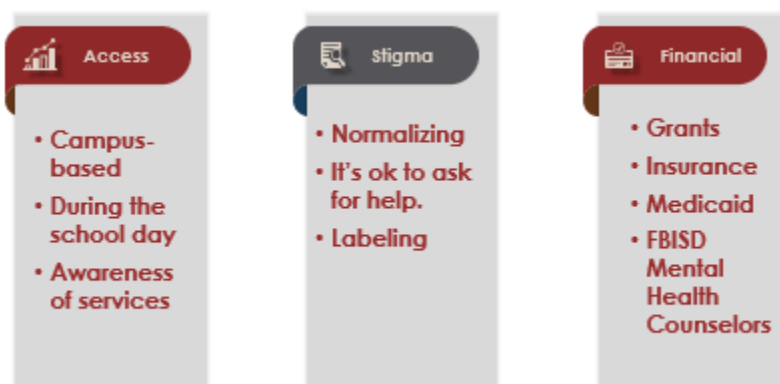 Access
• Campus-
based
• During the
school day
• Awareness
of services
Stigma
• Normalizing
• It's ok to ask
for help.
• Labeling
Financial
• Grants
• Insurance
• Medicaid
• FBISD
Mental
Health
Counselors